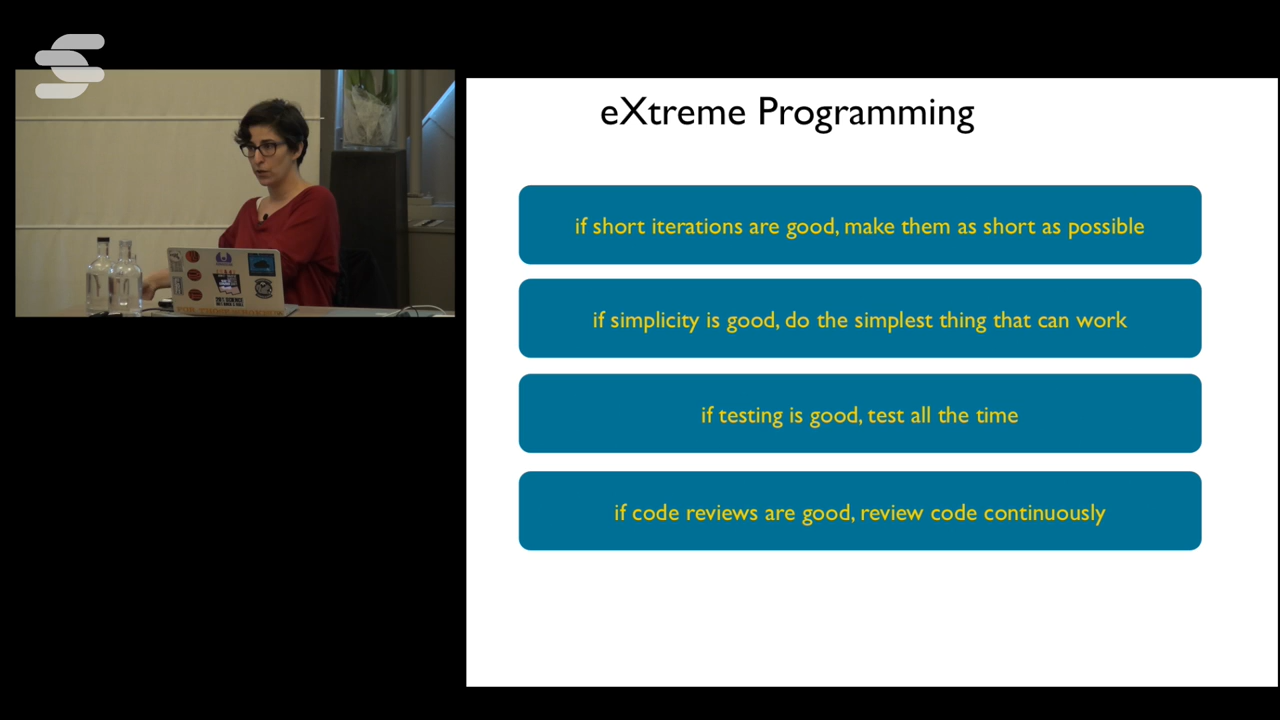 eXtreme Programming
if short iterations are good, make them as short as possible
if simplicity is good, do the simplest thing that can work
if testing is good, test all the time
if code reviews are good, review code continuously